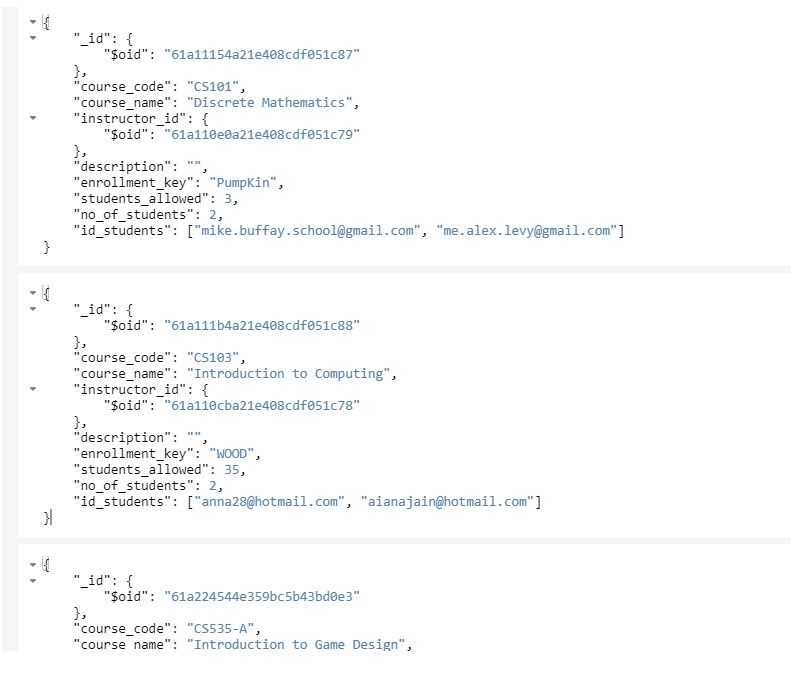 {
"_id": {
"$oid": "61a11154a21e408cdf051c87"
},
"course_code": "CS101",
"course_name": "Discrete Mathematics",
"instructor_id": {
"$oid": "61a110e0a21e408cdf051c79"
},
"description": "",
"enrollment_key": "PumpKin",
"students_allowed": 3,
"no_of_students": 2,
"id_students": ["mike.buffay.school@gmail.com", "me.alex.levy@gmail.com"]
}
{
"_id": {
"$oid": "61a111b4a21e408cdf051c88"
},
"course_code": "CS103",
"course_name": "Introduction to Computing",
"instructor_id": {
"$oid": "61a110cba21e408cdf051c78"
},
"description": "",
"enrollment_key": "WOOD",
"students_allowed": 35,
"no_of_students": 2,
"id_students": ["anna28@hotmail.com", "aianajain@hotmail.com"]
}
{
"_id": {
"$oid": "61a224544e359bc5b43bd0e3"
},
"course_code": "CS535-A",
"course_name": "Introduction to Game Design",